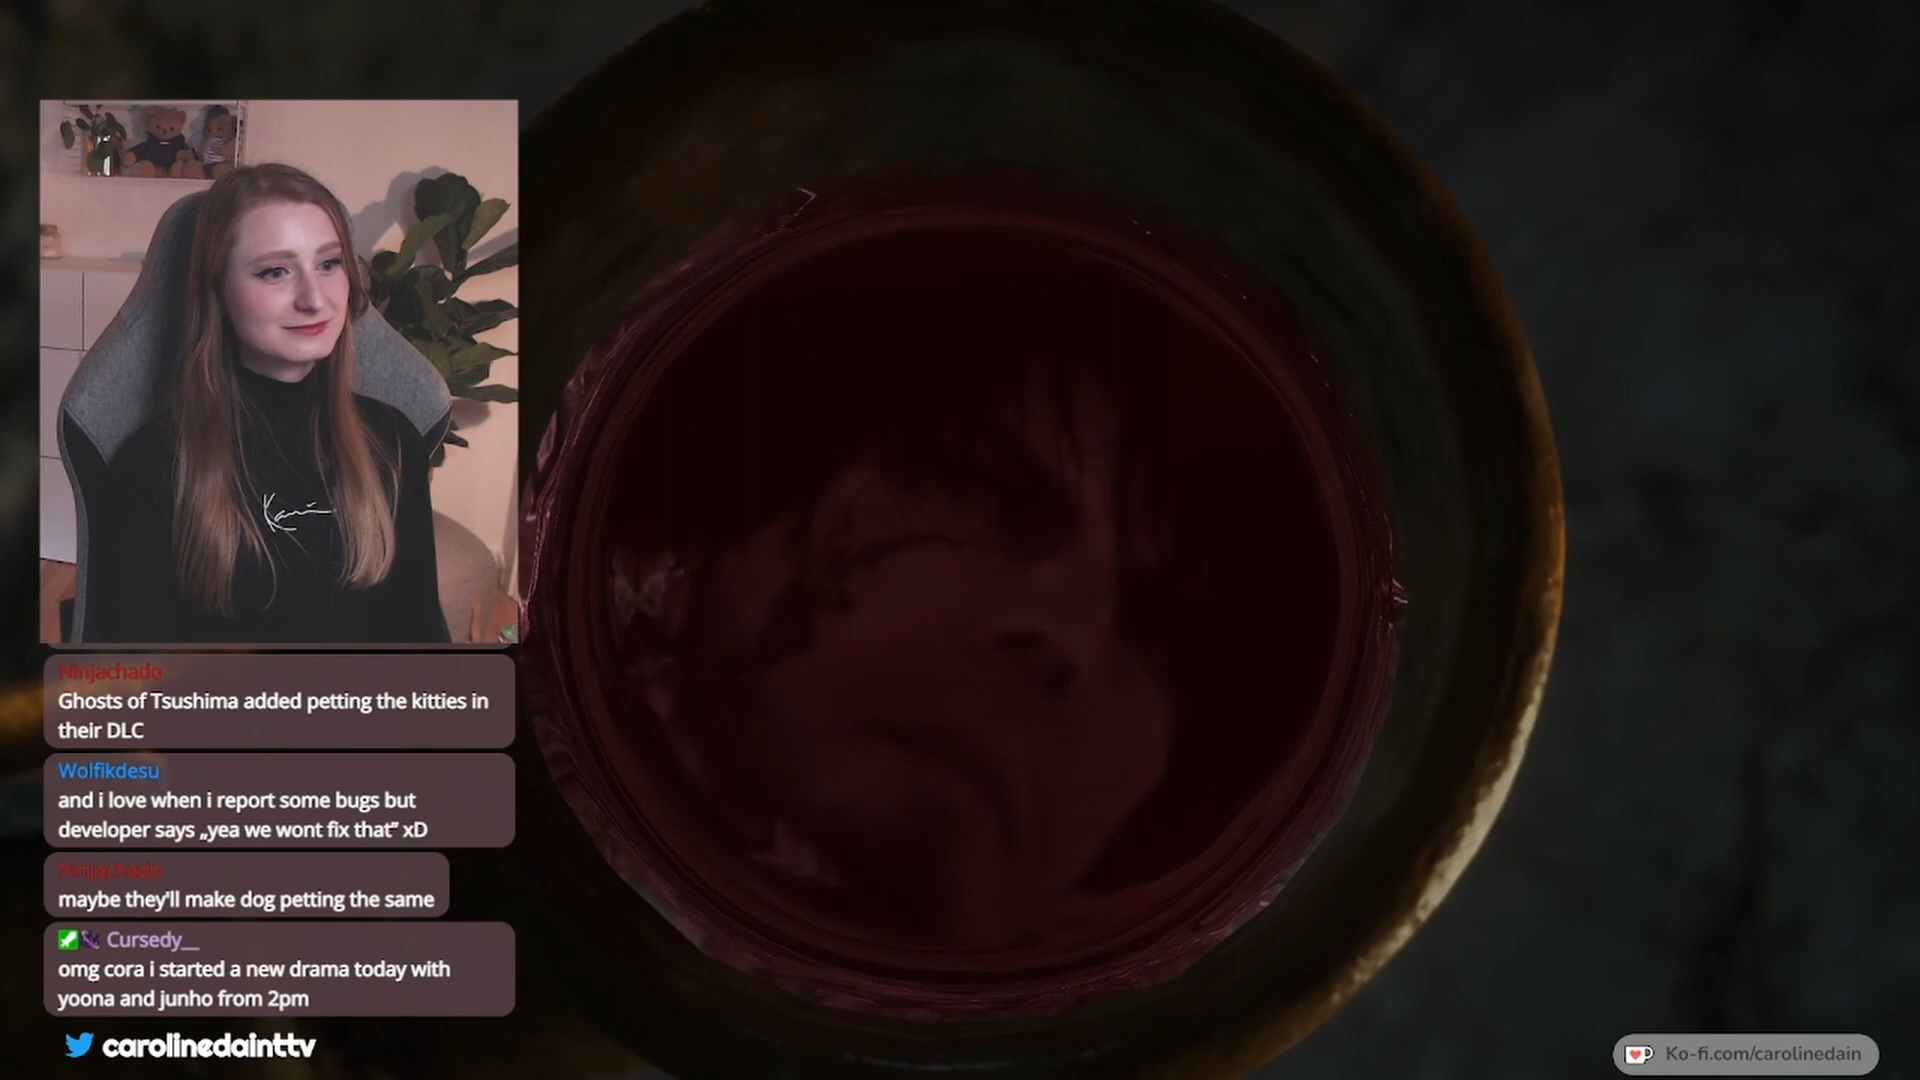 Ninjachado
Ghosts of Tsushima added petting the kitties in
their DLC
Wolfikdesu
and i love when i report some bugs but
developer says „yea we wont fix that” xD
Ninjachado
maybe they'll make dog petting the same
Cursedy__
omg cora i started a new drama today with
yoona and junho from 2pm
carolinedainttv
Ko-fi.com/carolinedain